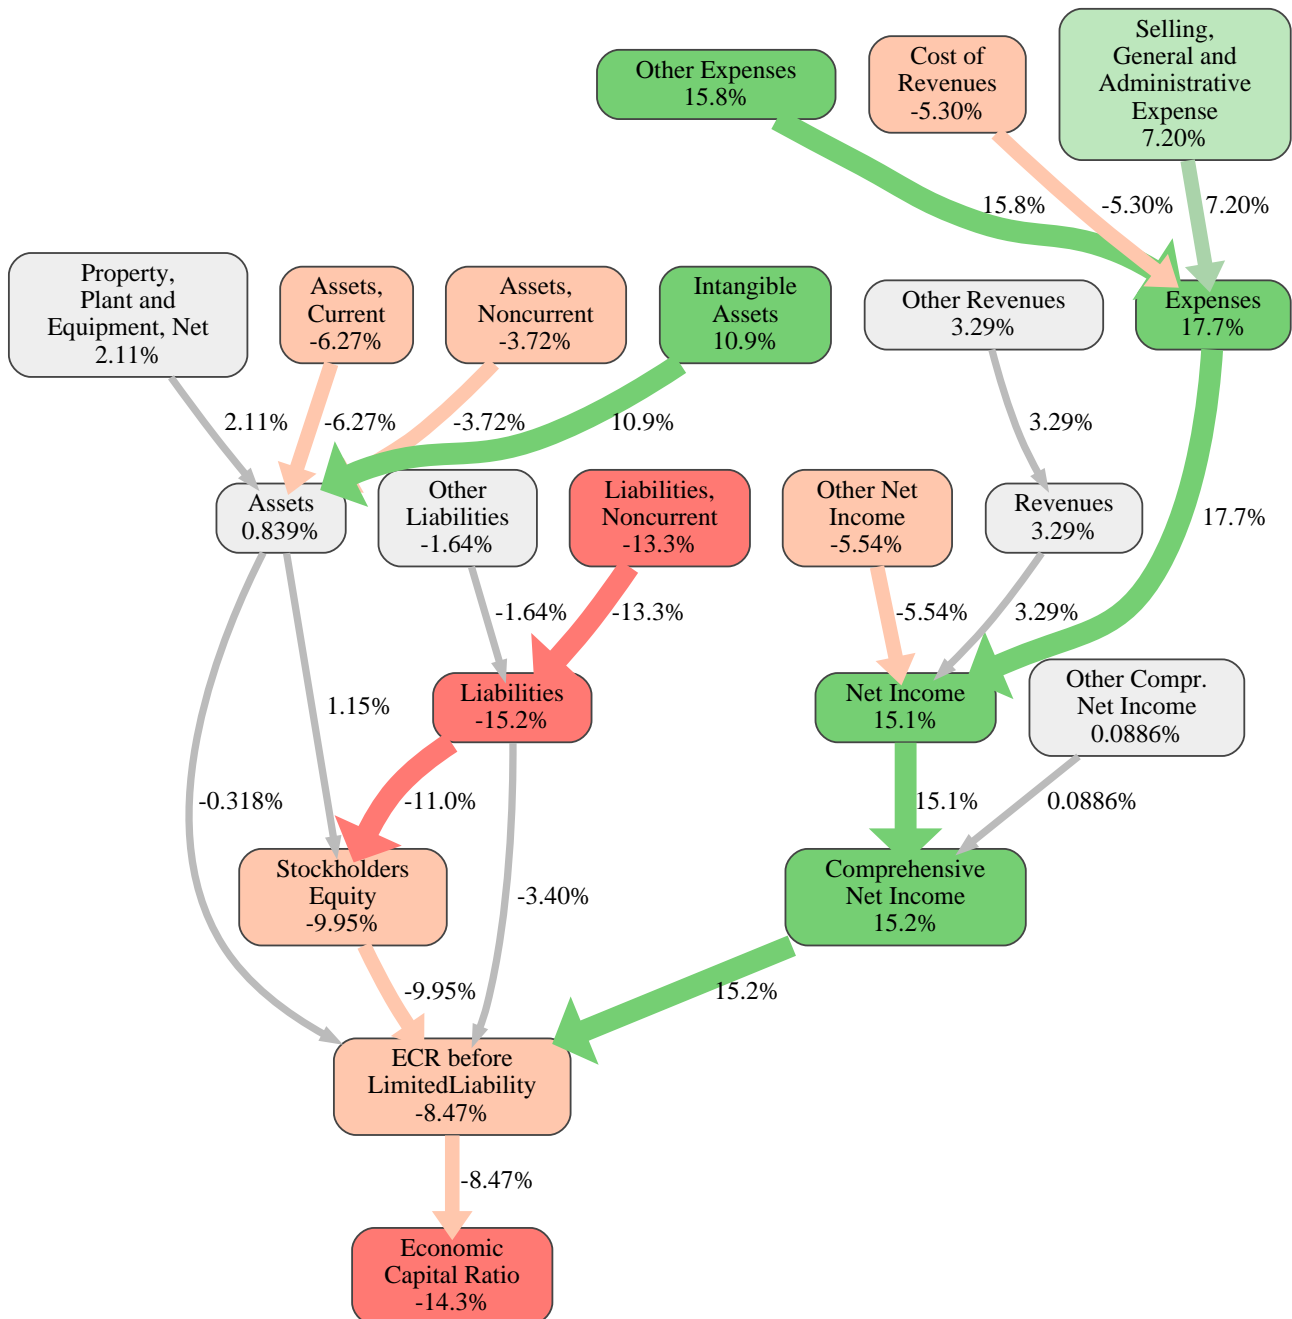 Other Expenses
15.8%
Cost of
Revenues
-5.30%
Selling,
General and
Administrative
Expense
7.20%
15.8%
-5.30%
7.20%
Property,
Plant and
Equipment, Net
2.11%
Assets,
Current
-6.27%
Assets,
Noncurrent
-3.72%
Intangible
Assets
10.9%
Other Revenues
3.29%
Expenses
17.7%
2.11%
-6.27%
-3.72%
10.9%
3.29%
17.7%
Assets
0.839%
Other
Liabilities
-1.64%
Liabilities,
Noncurrent
-13.3%
Other Net
Income
-5.54%
Revenues
3.29%
-1.64%
-13.3%
-5.54%
3.29%
1.15%
Liabilities
-15.2%
Net Income
15.1%
Other Compr.
Net Income
0.0886%
-0.318%
-11.0%
15.1%
0.0886%
Stockholders
Equity
-9.95%
-3.40%
Comprehensive
Net Income
15.2%
-9.95%
15.2%
ECR before
LimitedLiability
-8.47%
-8.47%
Economic
Capital Ratio
-14.3%